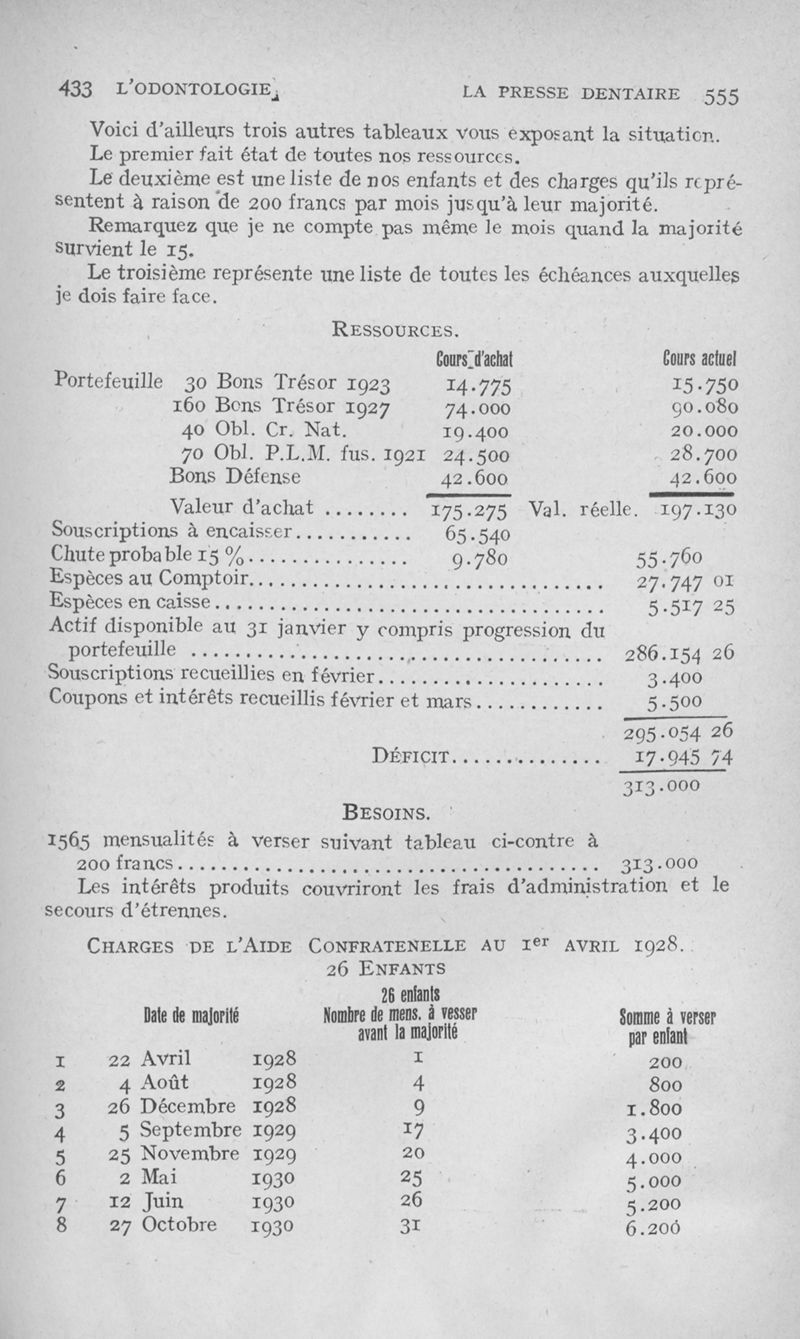 433 L'ODONTOLOGIE
LA PRESSE DENTAIRE 555
Voici d'ailleurs trois autres tableaux vous exposant la situation.
Le premier fait état de toutes nos ressources.
Le deuxième est une liste de nos enfants et des charges qu'ils repré-
sentent à raison de 200 francs par mois jusqu'à leur majorité.
Remarquez que je ne compte pas même le mois quand la majorité
survient le 15.
Le troisième représente une liste de toutes les échéances auxquelles
je dois faire face.
RESSOURCES.
Cours d'achat Cours actuel
Portefeuille 30 Bons Trésor 1923 14.775 15.750
160 Bons Trésor 1927 74.000 90.080
40 Obl. Cr. Nat. 19.400 20.000
70 Obl. P.L.M. fus. 1921 24.500 28.700
Bons Défense 42.600 42.600
Valeur d'achat ........ 175.275 Val. réelle. 197.130
Souscriptions à encaisser............ 65.540
Chute probable 15 %................ 9.780 55.760
Espèces au Comptoir.................................... 27.747 01
Espèces en caisse....................................... 5.517 25
Actif disponible au 31 janvier y compris progression du
portefeuille ........................................ 286.154 26
Souscriptions recueillies en février...................... 3.400
Coupons et intérêts recueillis février et mars............. 5.500
295.054 26
DÉFICIT............... 17.945 74
313.000
BESOINS.
1565 mensualités à verser suivant tableau ci-contre à
200 francs.......................................... 313.000
Les intérêts produits couvriront les frais d'administration et le
secours d'étrennes.
CHARGES DE L'AIDE CONFRATENELLE AU 1er AVRIL 1928.
26 ENFANTS
26 enfants
Date de majorité Nombre de mens. à vesser Somme à verser
avant la majorité par enfant
1 22 Avril 1928 1 200
2 4 Août 1928 4 800
3 26 Décembre 1928 9 1.800
4 5 Septembre 1929 17 3.400
5 25 Novembre 1929 20 4.000
6 2 Mai 1930 25 5.000
7 12 Juin 1930 26 5.200
8 27 Octobre 1930 31 6.200